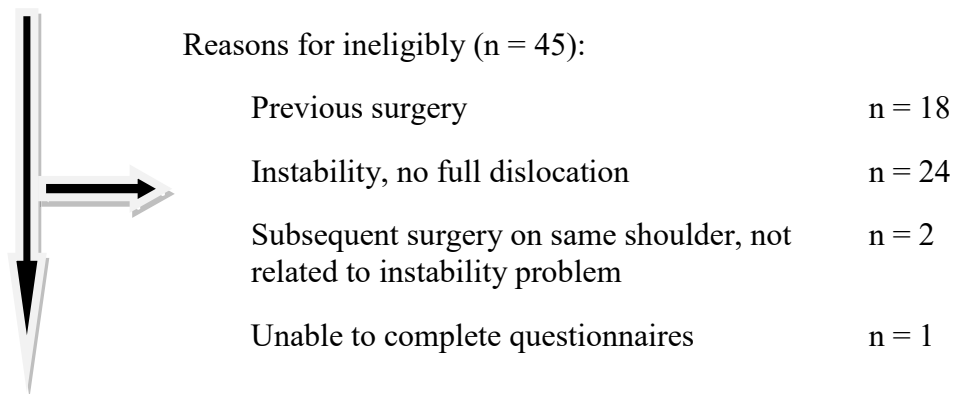 Reasons for ineligibly (n = 45):
Previous surgery n = 18
Instability, no full dislocation n = 24
Subsequent surgery on same shoulder, not n = 2
related to instability problem
Unable to complete questionnaires n = 1